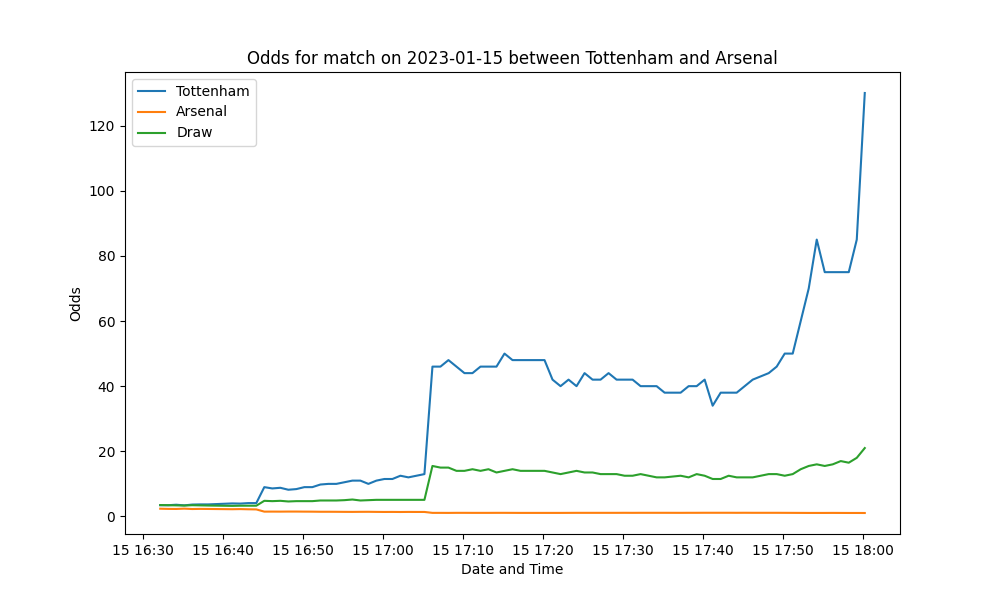 Odds for match on 2023-01-15 between Tottenham and Arsenal
Tottenham
Arsenal
Draw
120
100
80
60
40
20
0
Odds
15 16:30 15 16:40 15 16:50 15 17:00 15 17:10 15 17:20 15 17:30 15 17:40 15 17:50 15 18:00
Date and Time